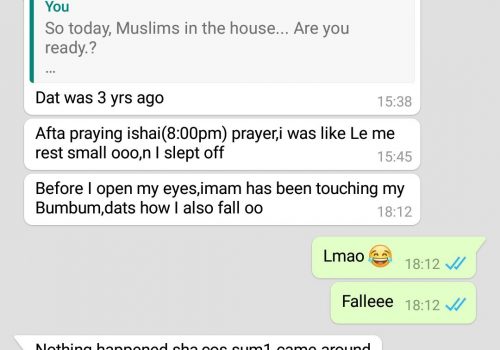 You
So today, Muslims in the house... Are you
ready.?
...
Dat was 3 yrs ago
15:38
Afta praying ishai(8:00pm) prayer,i was like Le me
rest small ooo,n I slept off
15:45
Before I open my eyes,imam has been touching my
Bumbum,dats how I also fall oo
18:12
Lmao 😂 18:12
Falleee 18:12
Nothing happened sha cos sum1 came around